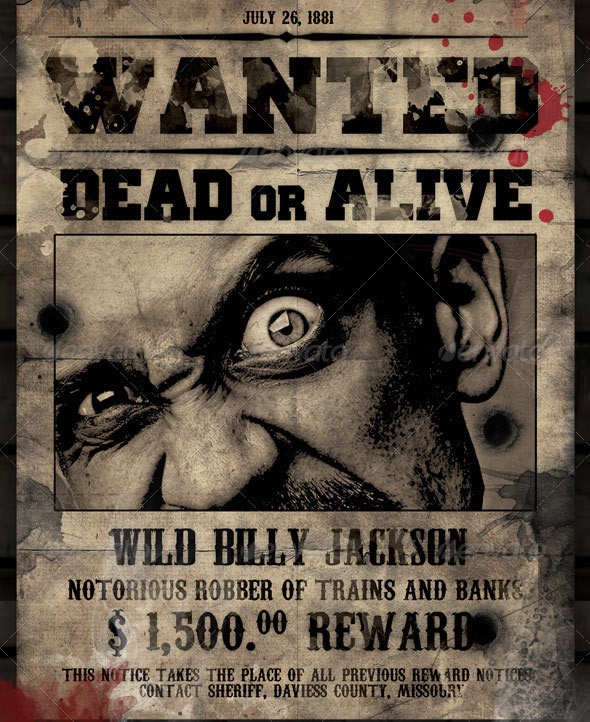 JULY 26, 1881
WANTED
DEAD OR ALIVE
WILD BILLY JACKSON
NOTORIOUS ROBBER OF TRAINS AND BANKS
$ 1,500.00 REWARD
THIS NOTICE TAKES THE PLACE OF ALL PREVIOUS REWARD NOTICES
CONTACT SHERIFF, DAVIESS COUNTY, MISSOURI